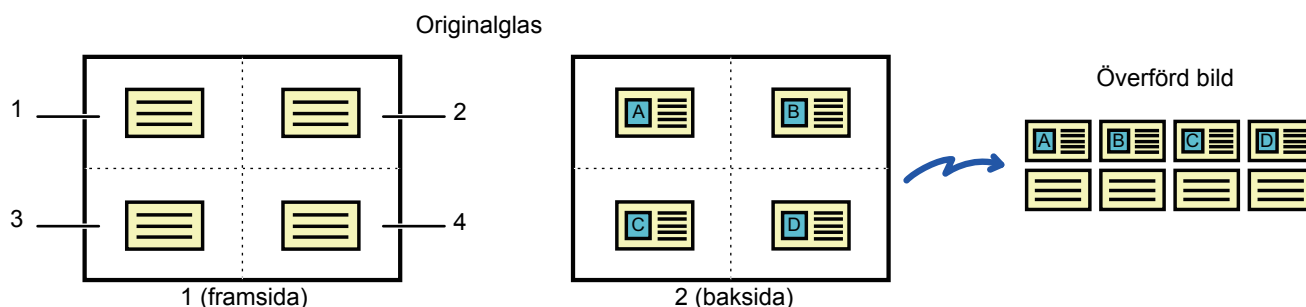 Originalglas
Överförd bild
1
2
3
4
A
B
C
D
A B C D
1 (framsida)
2 (baksida)